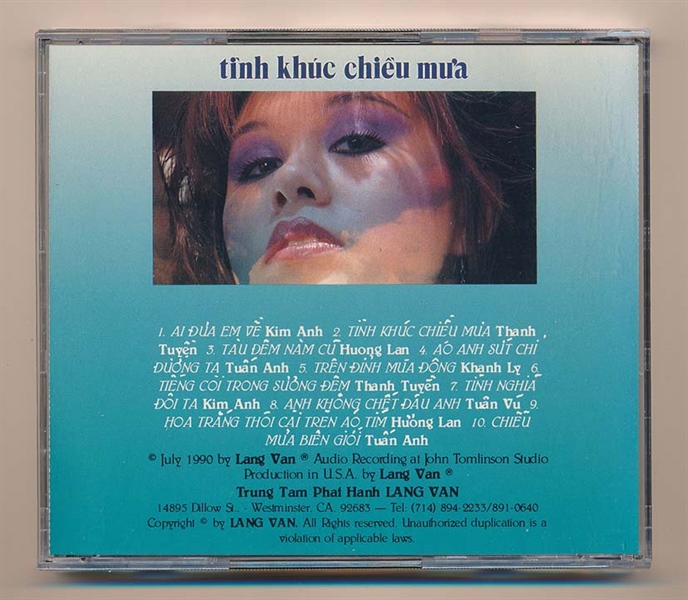 tình khúc chiều mưa
1. AI ĐƯA EM VỀ Kim Anh 2. TÌNH KHÚC CHIỀU MƯA Thanh
Tuyền 3. TÀU ĐÊM NĂM CŨ Huong Lan 4. ÁO ANH SỨT CHỈ
ĐƯỜNG TÀ Tuấn Anh 5. TRÊN ĐỈNH MÙA ĐÔNG Khanh Ly 6.
TIẾNG CÒI TRONG SƯƠNG ĐÊM Thanh Tuyền 7. TÌNH NGHĨA
ĐÔI TA Kim Anh 8. ANH KHÔNG CHẾT ĐÂU ANH Tuấn Vũ 9.
HOA TRẮNG THÔI CÀI TRÊN ÁO TÍM Hương Lan 10. CHIỀU
MƯA BIÊN GIỚI Tuấn Anh
© July 1990 by Lang Van ® Audio Recording at John Tomlinson Studio
Production in U.S.A. by Lang Van ®
Trung Tam Phat Hanh LANG VAN
14895 Dillow St.. - Westminster, CA. 92683 — Tel: (714) 894-2233/891-0640
Copyright © by LANG VAN. All Rights reserved. Unauthorized duplication is a
violation of applicable laws.